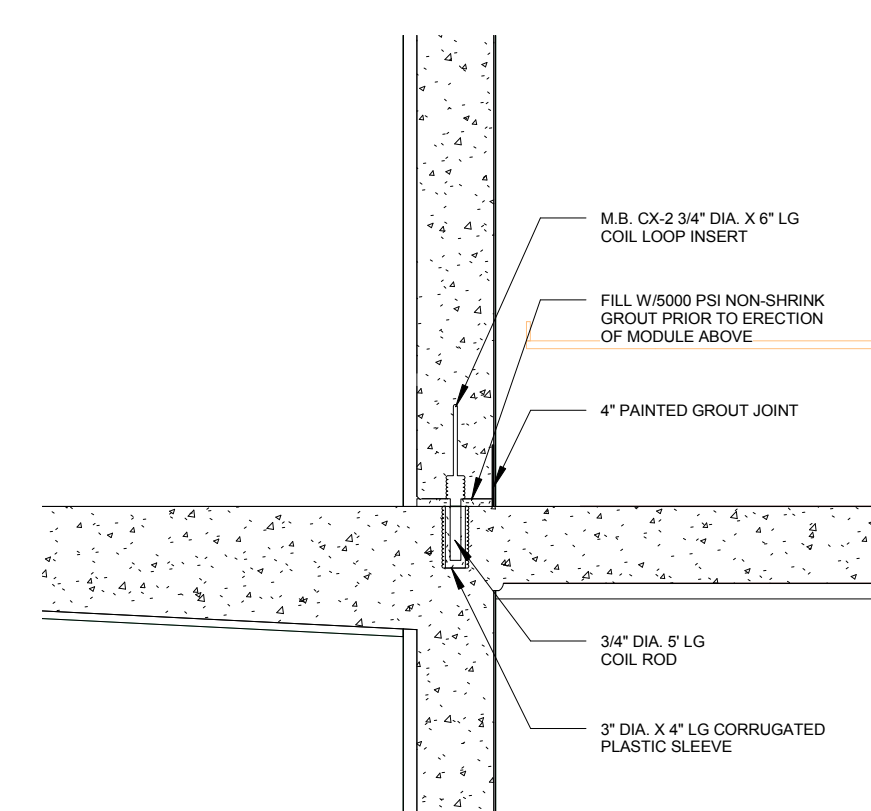 M.B. CX-2 3/4" DIA. X 6" LG
COIL LOOP INSERT
FILL W/5000 PSI NON-SHRINK
GROUT PRIOR TO ERECTION
OF MODULE ABOVE
4" PAINTED GROUT JOINT
3/4" DIA. 5' LG
COIL ROD
3" DIA. X 4" LG CORRUGATED
PLASTIC SLEEVE